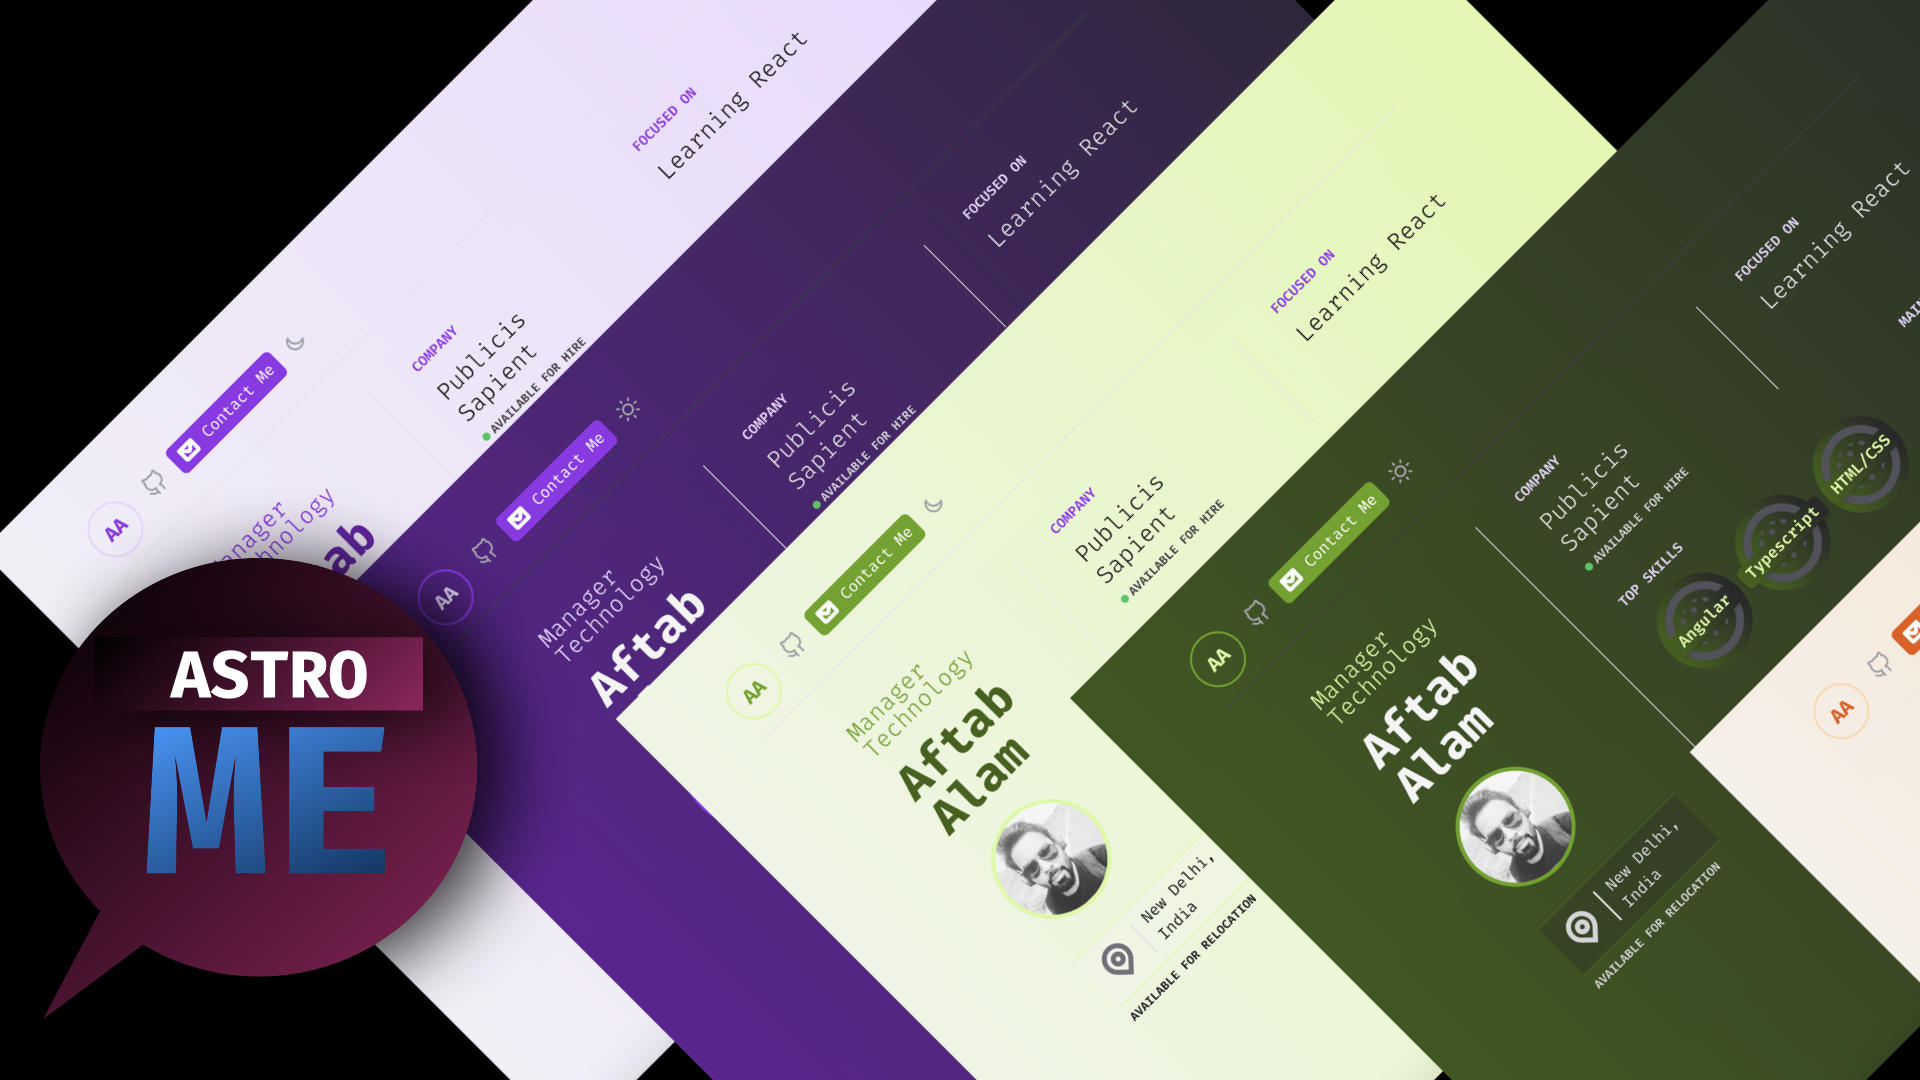 ASTRO
ME
AA
Contact Me
Manager
Technology
ab
COMPANY
Publicis
Sapient
AVAILABLE FOR HIRE
FOCUSED ON
Learning React
AA
Contact Me
Manager
Technology
Aftab
COMPANY
Publicis
Sapient
AVAILABLE FOR HIRE
FOCUSED ON
Learning React
AA
Contact Me
Manager
Technology
Aftab
Alam
New Delhi,
India
AVAILABLE FOR RELOCATION
COMPANY
Publicis
Sapient
AVAILABLE FOR HIRE
FOCUSED ON
Learning React
AA
Contact Me
Manager
Technology
Aftab
Alam
New Delhi,
India
AVAILABLE FOR RELOCATION
COMPANY
Publicis
Sapient
AVAILABLE FOR HIRE
TOP SKILLS
Angular
Typescript
HTML/CSS
FOCUSED ON
Learning React
MAIN
AA